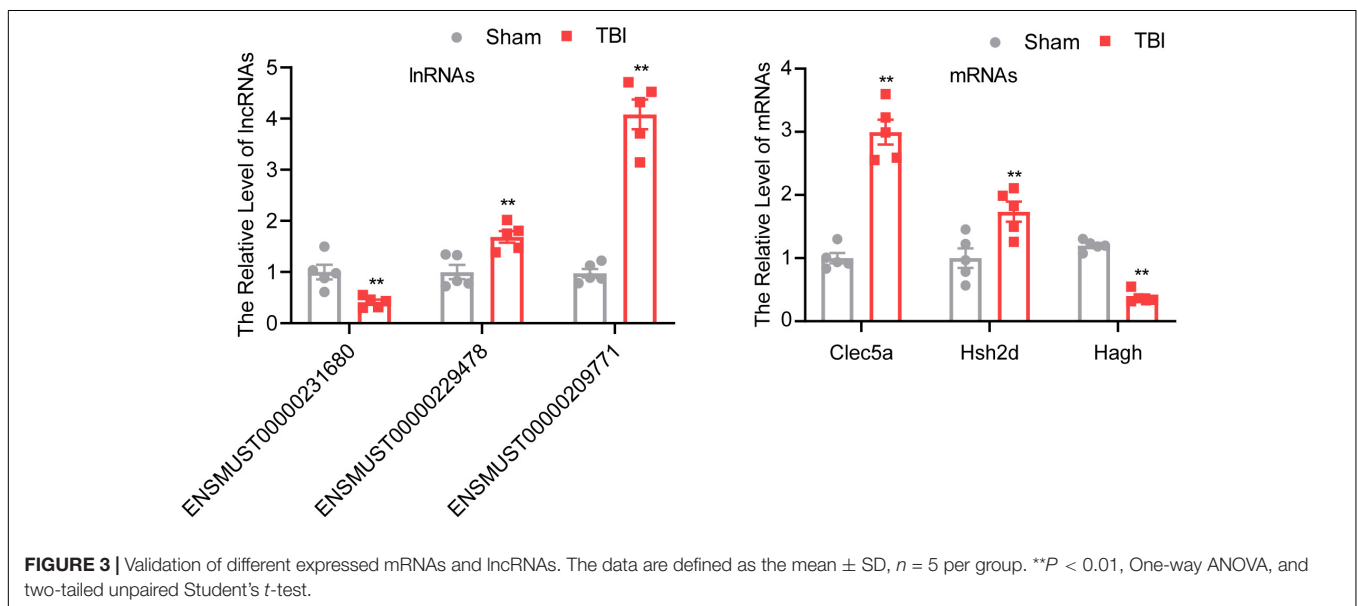 Sham TBI
lnRNAs
The Relative Level of lncRNAs
5
4
3
2
1
0
**
**
**
ENSMUST00000231680
ENSMUST00000229478
ENSMUST00000209771
Sham TBI
mRNAs
The Relative Level of mRNAs
4
3
2
1
0
**
**
**
Clec5a Hsh2d Hagh
FIGURE 3 | Validation of different expressed mRNAs and lncRNAs. The data are defined as the mean ± SD, n = 5 per group. **P < 0.01, One-way ANOVA, and
two-tailed unpaired Student's t-test.